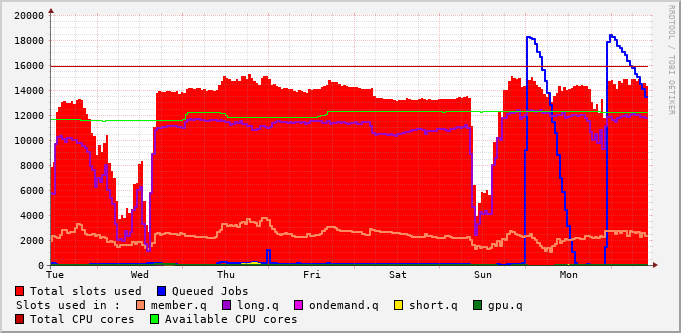 20000
18000
16000
14000
12000
10000
8000
6000
4000
2000
0
Tue Wed Thu Fri Sat Sun Mon
Total slots used Queued Jobs
Slots used in : member.q long.q ondemand.q short.q gpu.q
Total CPU cores Available CPU cores
RRDTOOL / TOBI OETIKER